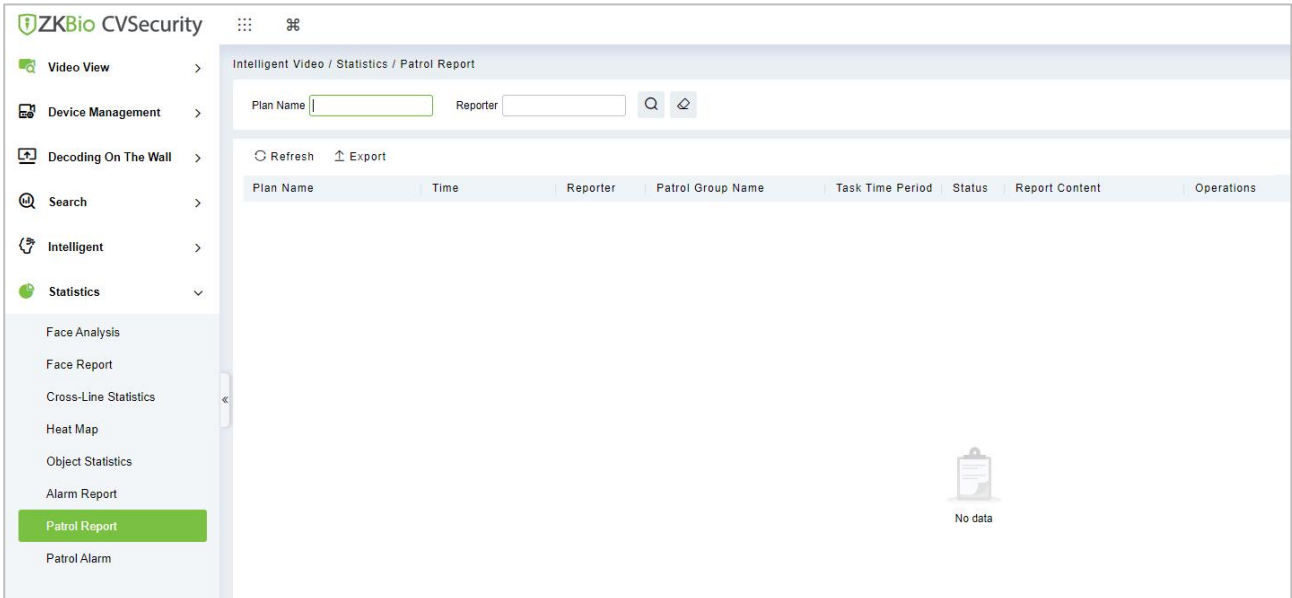 ZKBio CVSecurity
Video View
Device Management
Decoding On The Wall
Search
Intelligent
Statistics
Face Analysis
Face Report
Cross-Line Statistics
Heat Map
Object Statistics
Alarm Report
Patrol Report
Patrol Alarm
Intelligent Video / Statistics / Patrol Report
Plan Name Reporter
Refresh Export
Plan Name Time Reporter Patrol Group Name Task Time Period Status Report Content Operations
No data